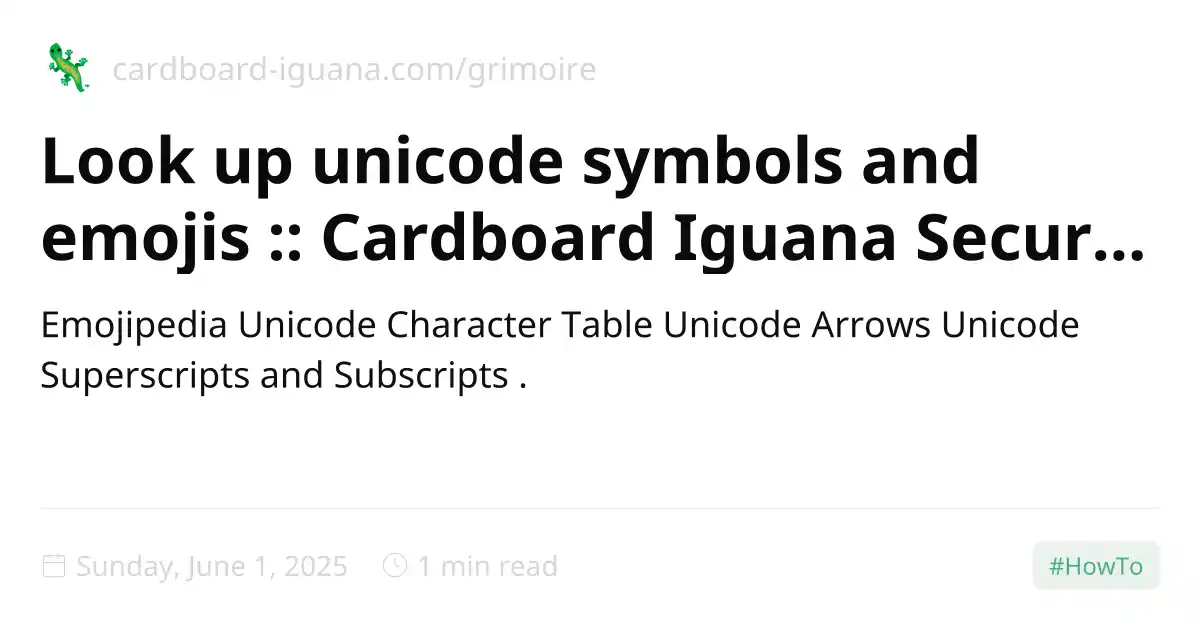 cardboard-iguana.com/grimoire
Look up unicode symbols and
emojis :: Cardboard Iguana Secur...
Emojipedia Unicode Character Table Unicode Arrows Unicode
Superscripts and Subscripts .
Sunday, June 1, 2025 1 min read #HowTo